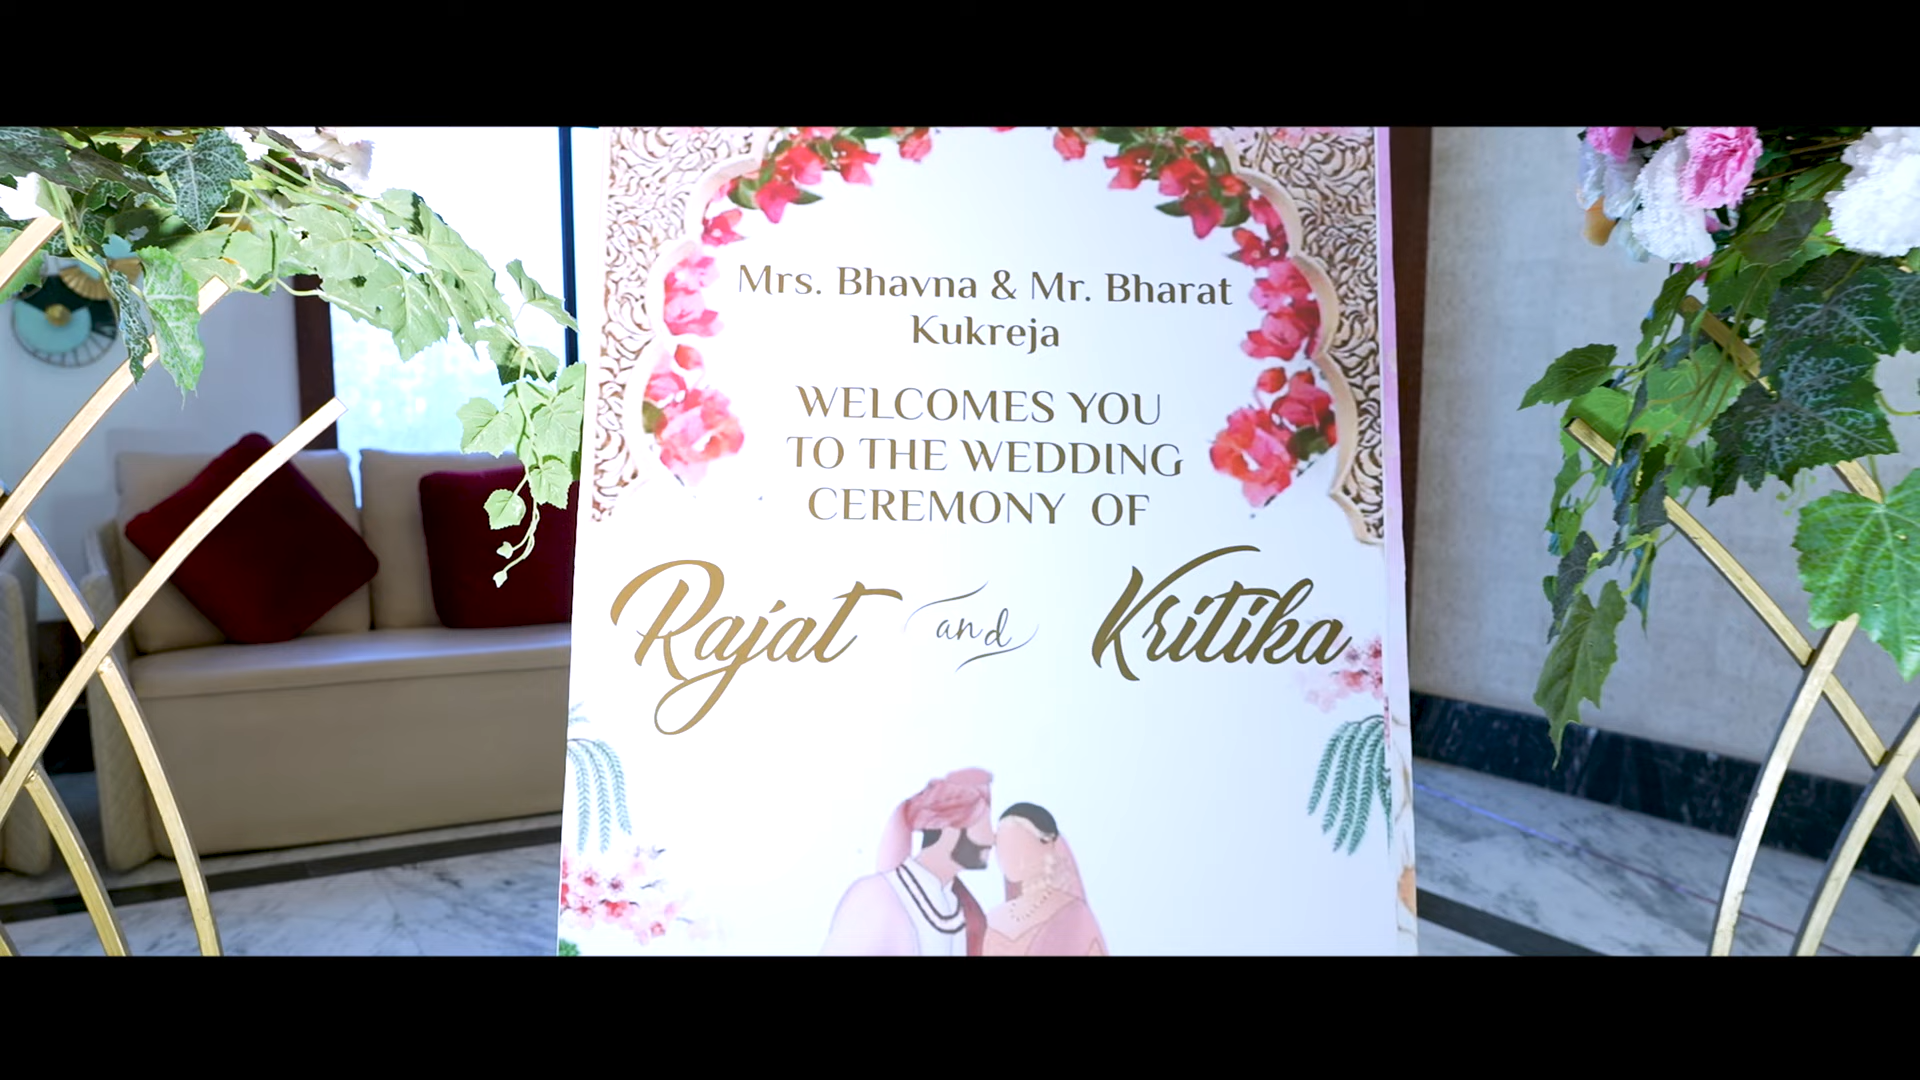 Mrs. Bhavna & Mr. Bharat
Kukreja
WELCOMES YOU
TO THE WEDDING
CEREMONY OF
Rajat and Kritika